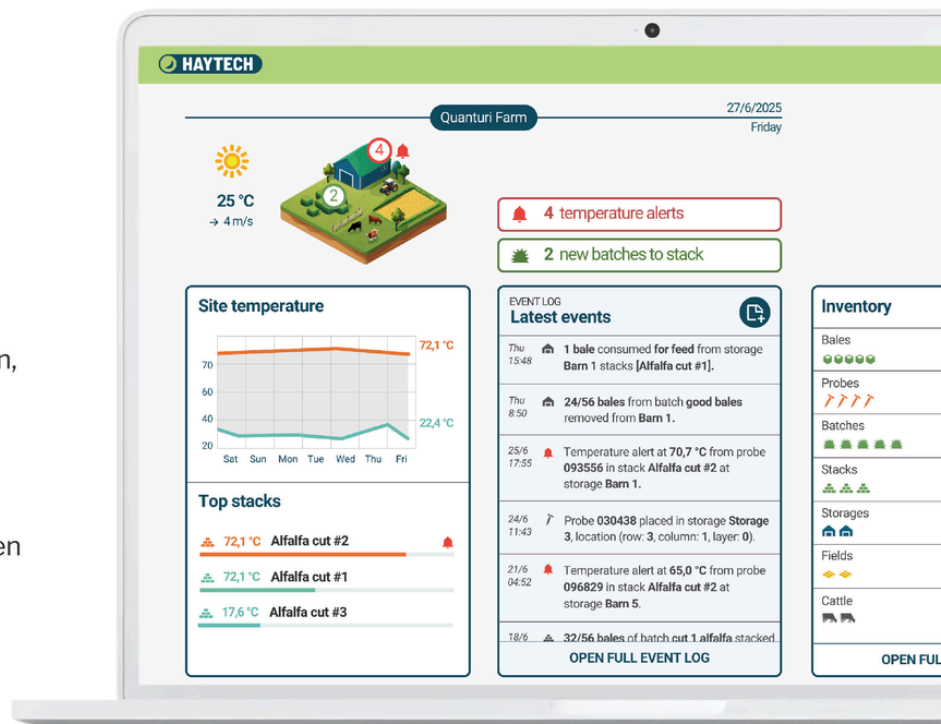 HAYTECH
Quanturi Farm
27/6/2025
Friday
25 °C
→ 4 m/s
4
2
4 temperature alerts
2 new batches to stack
n,
en
Site temperature
72,1 °C
22,4 °C
70
60
40
20
Sat Sun Mon Tue Wed Thu Fri
Top stacks
72,1 °C Alfalfa cut #2
72,1 °C Alfalfa cut #1
17,6 °C Alfalfa cut #3
EVENT LOG
Latest events
Thu
15:48
1 bale consumed for feed from storage
Barn 1 stacks [Alfalfa cut #1].
Thu
8:50
24/56 bales from batch good bales
removed from Barn 1.
25/6
17:55
Temperature alert at 70,7 °C from probe
093556 in stack Alfalfa cut #2 at
storage Barn 1.
24/6
11:43
Probe 030438 placed in storage Storage
3, location (row: 3, column: 1, layer: 0).
21/6
04:52
Temperature alert at 65,0 °C from probe
096829 in stack Alfalfa cut #2 at
storage Barn 5.
18/6
32/56 bales of batch cut 1 alfalfa stacked
OPEN FULL EVENT LOG
Inventory
Bales
Probes
Batches
Stacks
Storages
Fields
Cattle
OPEN FUL